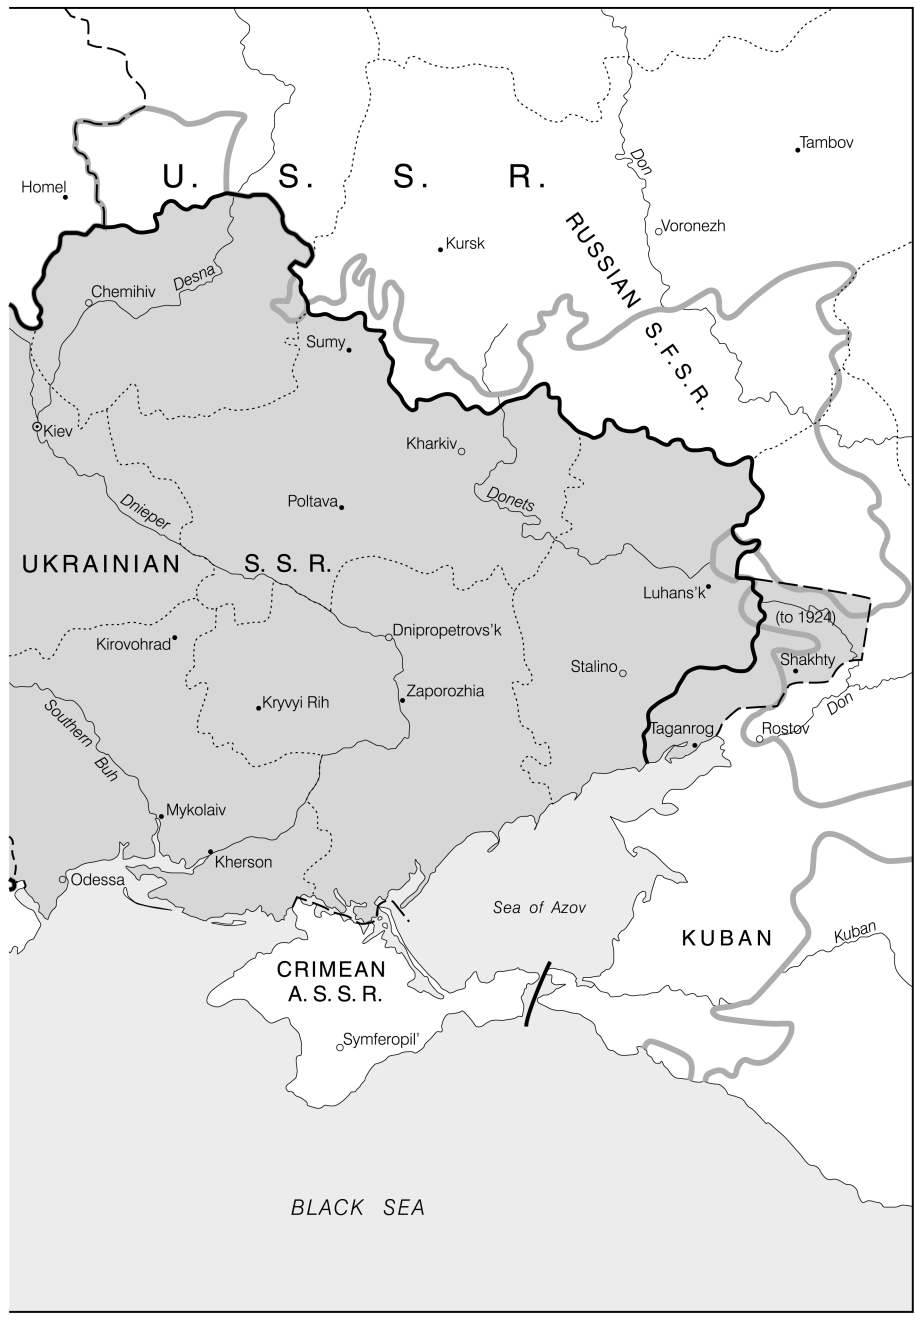 Tambov
Don
U. S. S. R.
Homel
RUSSIAN S.F.S.R.
Voronezh
Kursk
Desna
Chemihiv
Sumy
Kiev
Kharkiv
Dnieper
Poltava
Donets
UKRAINIAN S. S. R.
Luhans'k
(to 1924)
Kirovohrad
Dnipropetrovs'k
Stalino
Shakhty
Kryvyi Rih
Zaporozhia
Don
Southern Buh
Taganrog
Rostov
Mykolaiv
Kherson
Odessa
Sea of Azov
KUBAN
Kuban
CRIMEAN
A. S. S. R.
Symferopil'
BLACK SEA